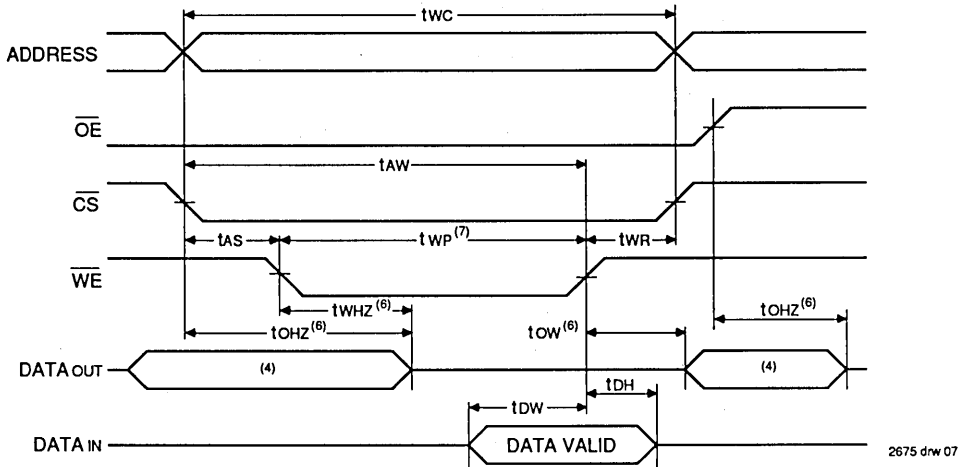 tWC
ADDRESS
OE
tAW
CS
tAS
tWP(7)
tWR
WE
tWHZ(6)
tOHZ(6)
tOW(6)
tOHZ(6)
DATA OUT
(4)
(4)
tDW
tDH
DATA IN
DATA VALID
2675 drw 07